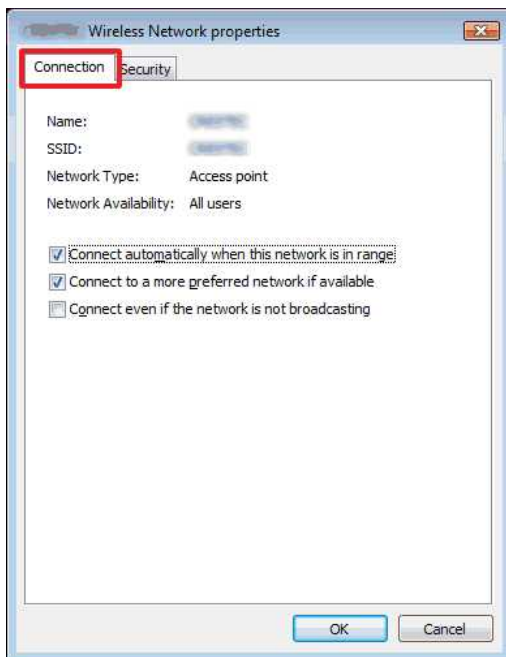 Wireless Network properties
Connection
Security
Name:
SSID:
Network Type: Access point
Network Availability: All users
Connect automatically when this network is in range
Connect to a more preferred network if available
Connect even if the network is not broadcasting
OK
Cancel